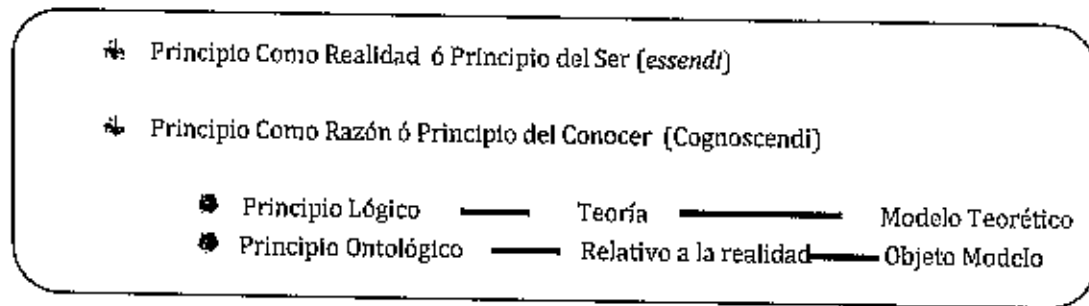 Principio Como Realidad ó Principio del Ser (essendi)
Principio Como Razón ó Principio del Conocer (Cognoscendi)
Principio Lógico Teoría Modelo Teorético
Principio Ontológico Relativo a la realidad Objeto Modelo